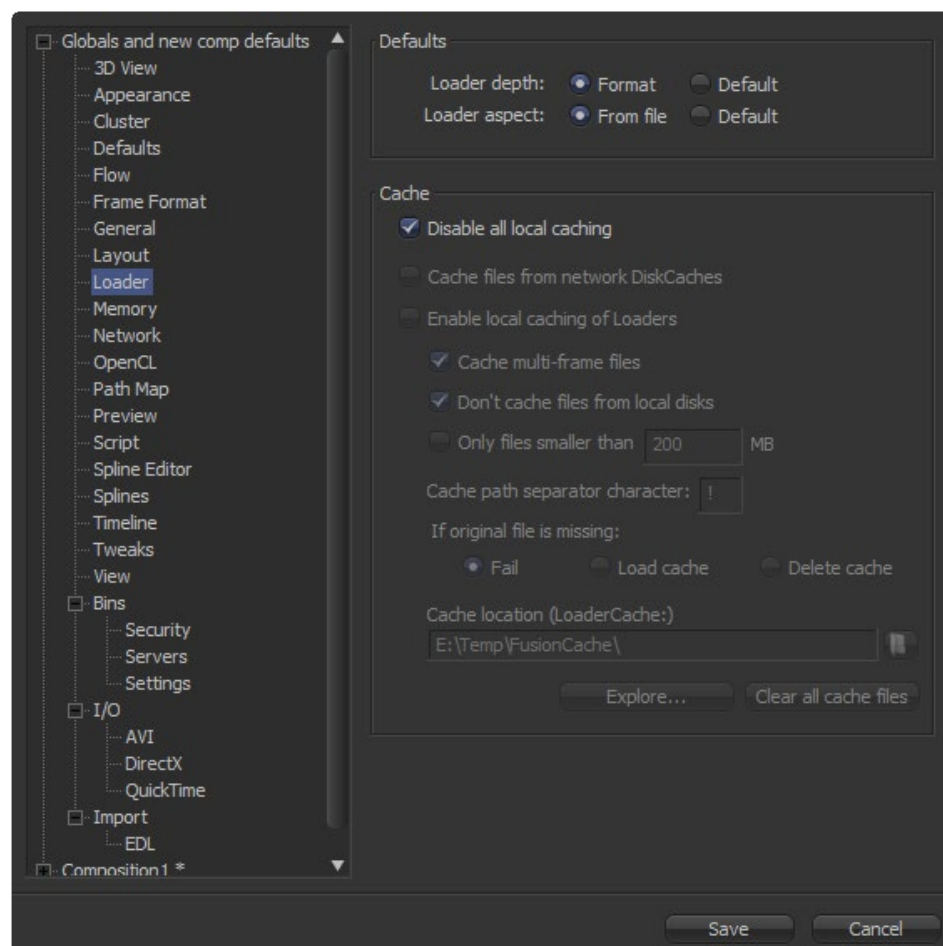 Globals and new comp defaults
3D View
Appearance
Cluster
Defaults
Flow
Frame Format
General
Layout
Loader
Memory
Network
OpenCL
Path Map
Preview
Script
Spline Editor
Splines
Timeline
Tweaks
View
Bins
Security
Servers
Settings
I/O
AVI
DirectX
QuickTime
Import
EDL
Composition1 *
Defaults
Loader depth: Format Default
Loader aspect: From file Default
Cache
Disable all local caching
Cache files from network DiskCaches
Enable local caching of Loaders
Cache multi-frame files
Don't cache files from local disks
Only files smaller than 200 MB
Cache path separator character: !
If original file is missing:
Fail Load cache Delete cache
Cache location (LoaderCache:)
E:\Temp\FusionCache\
Explore... Clear all cache files
Save Cancel